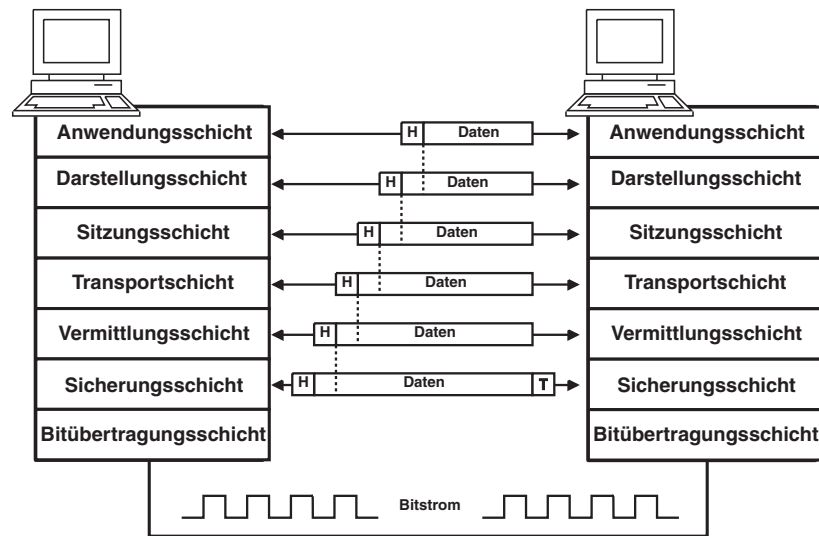 Anwendungsschicht H Daten Anwendungsschicht
Darstellungsschicht H Daten Darstellungsschicht
Sitzungsschicht H Daten Sitzungsschicht
Transportschicht H Daten Transportschicht
Vermittlungsschicht H Daten Vermittlungsschicht
Sicherungsschicht H Daten T Sicherungsschicht
Bitübertragungsschicht Bitübertragungsschicht
Bitstrom